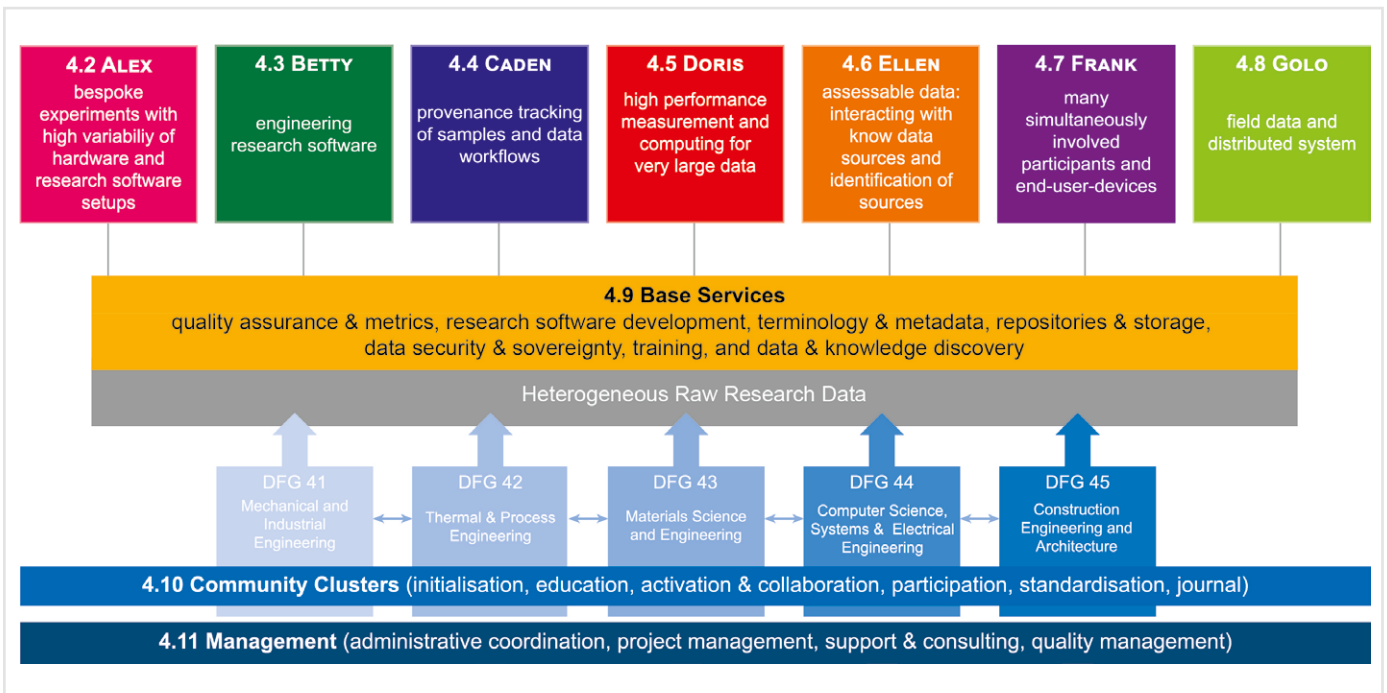 4.2 ALEX
bespoke
experiments with
high variabiliy of
hardware and
research software
setups
4.3 BETTY
engineering
research software
4.4 CADEN
provenance tracking
of samples and data
workflows
4.5 DORIS
high performance
measurement and
computing for
very large data
4.6 ELLEN
assessable data:
interacting with
know data
sources and
identification of
sources
4.7 FRANK
many
simultaneously
involved
participants and
end-user-devices
4.8 GOLO
field data and
distributed system
4.9 Base Services
quality assurance & metrics, research software development, terminology & metadata, repositories & storage,
data security & sovereignty, training, and data & knowledge discovery
Heterogeneous Raw Research Data
DFG 41
Mechanical and
Industrial
Engineering
DFG 42
Thermal & Process
Engineering
DFG 43
Materials Science
and Engineering
DFG 44
Computer Science,
Systems & Electrical
Engineering
DFG 45
Construction
Engineering and
Architecture
4.10 Community Clusters (initialisation, education, activation & collaboration, participation, standardisation, journal)
4.11 Management (administrative coordination, project management, support & consulting, quality management)